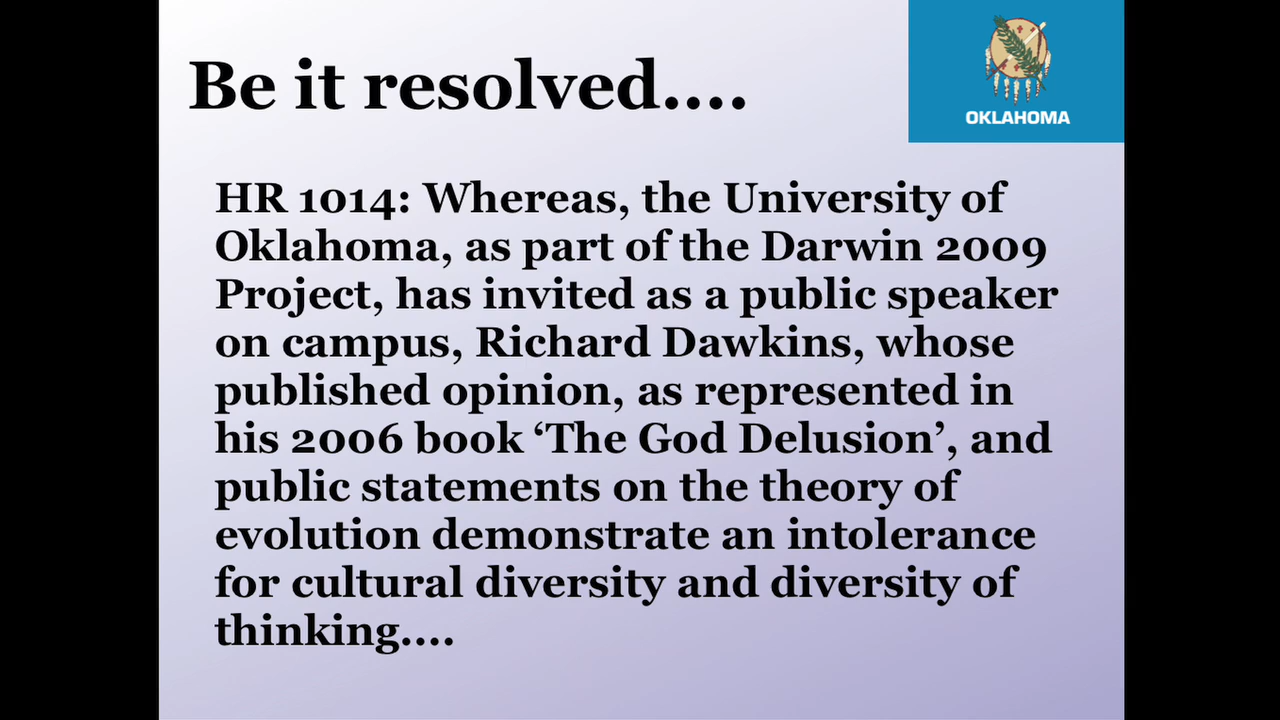 Be it resolved....
OKLAHOMA
HR 1014: Whereas, the University of
Oklahoma, as part of the Darwin 2009
Project, has invited as a public speaker
on campus, Richard Dawkins, whose
published opinion, as represented in
his 2006 book ‘The God Delusion’, and
public statements on the theory of
evolution demonstrate an intolerance
for cultural diversity and diversity of
thinking....